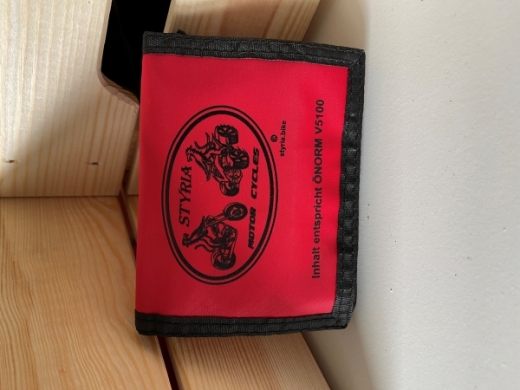 STYRIA
MOTOR CYCLES
©
styria.bike
Inhalt entspricht ÖNORM V5100